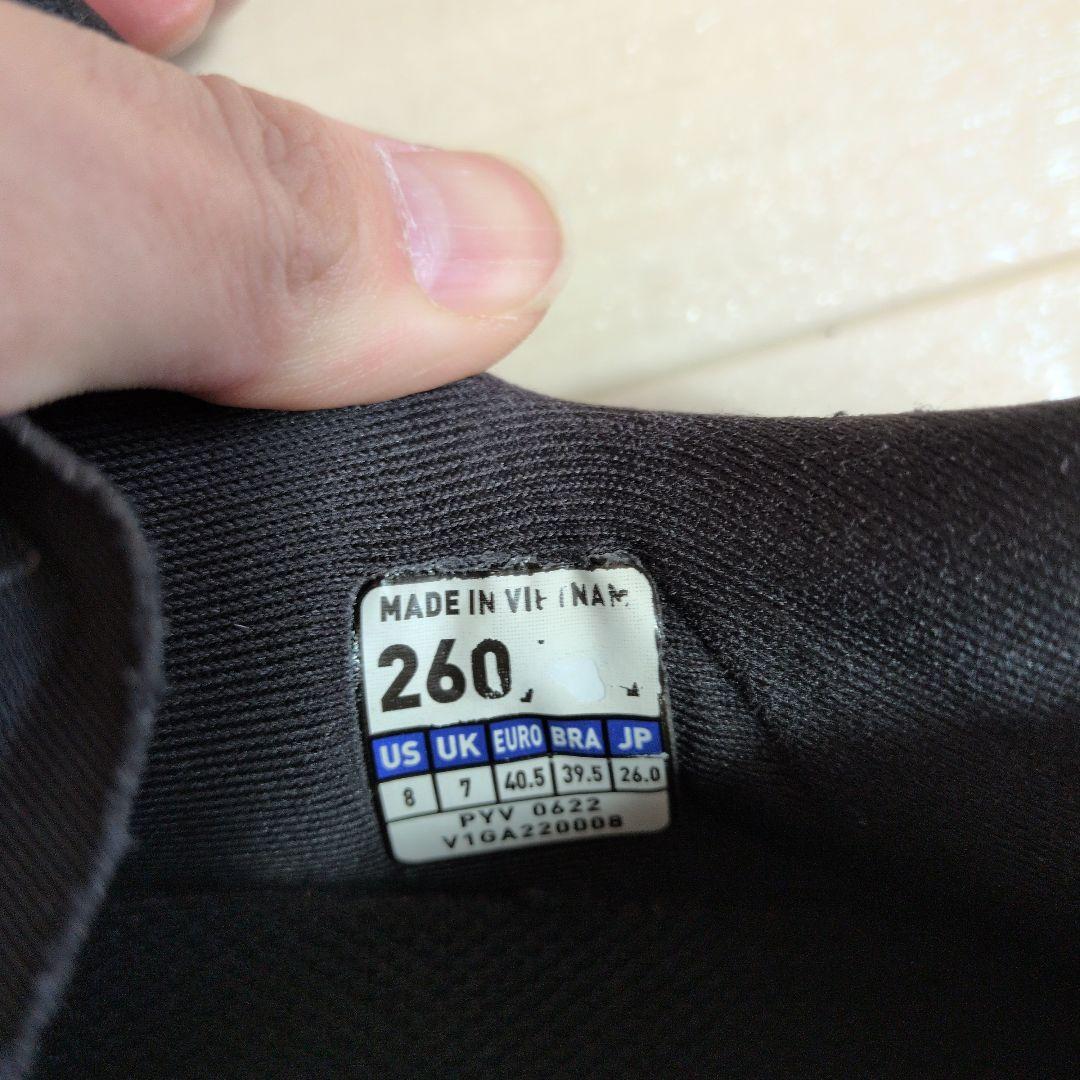 MADE IN VIETNAM
260
US UK EURO BRA JP
8 7 40.5 39.5 26.0
PYV 0622
V1GA220008